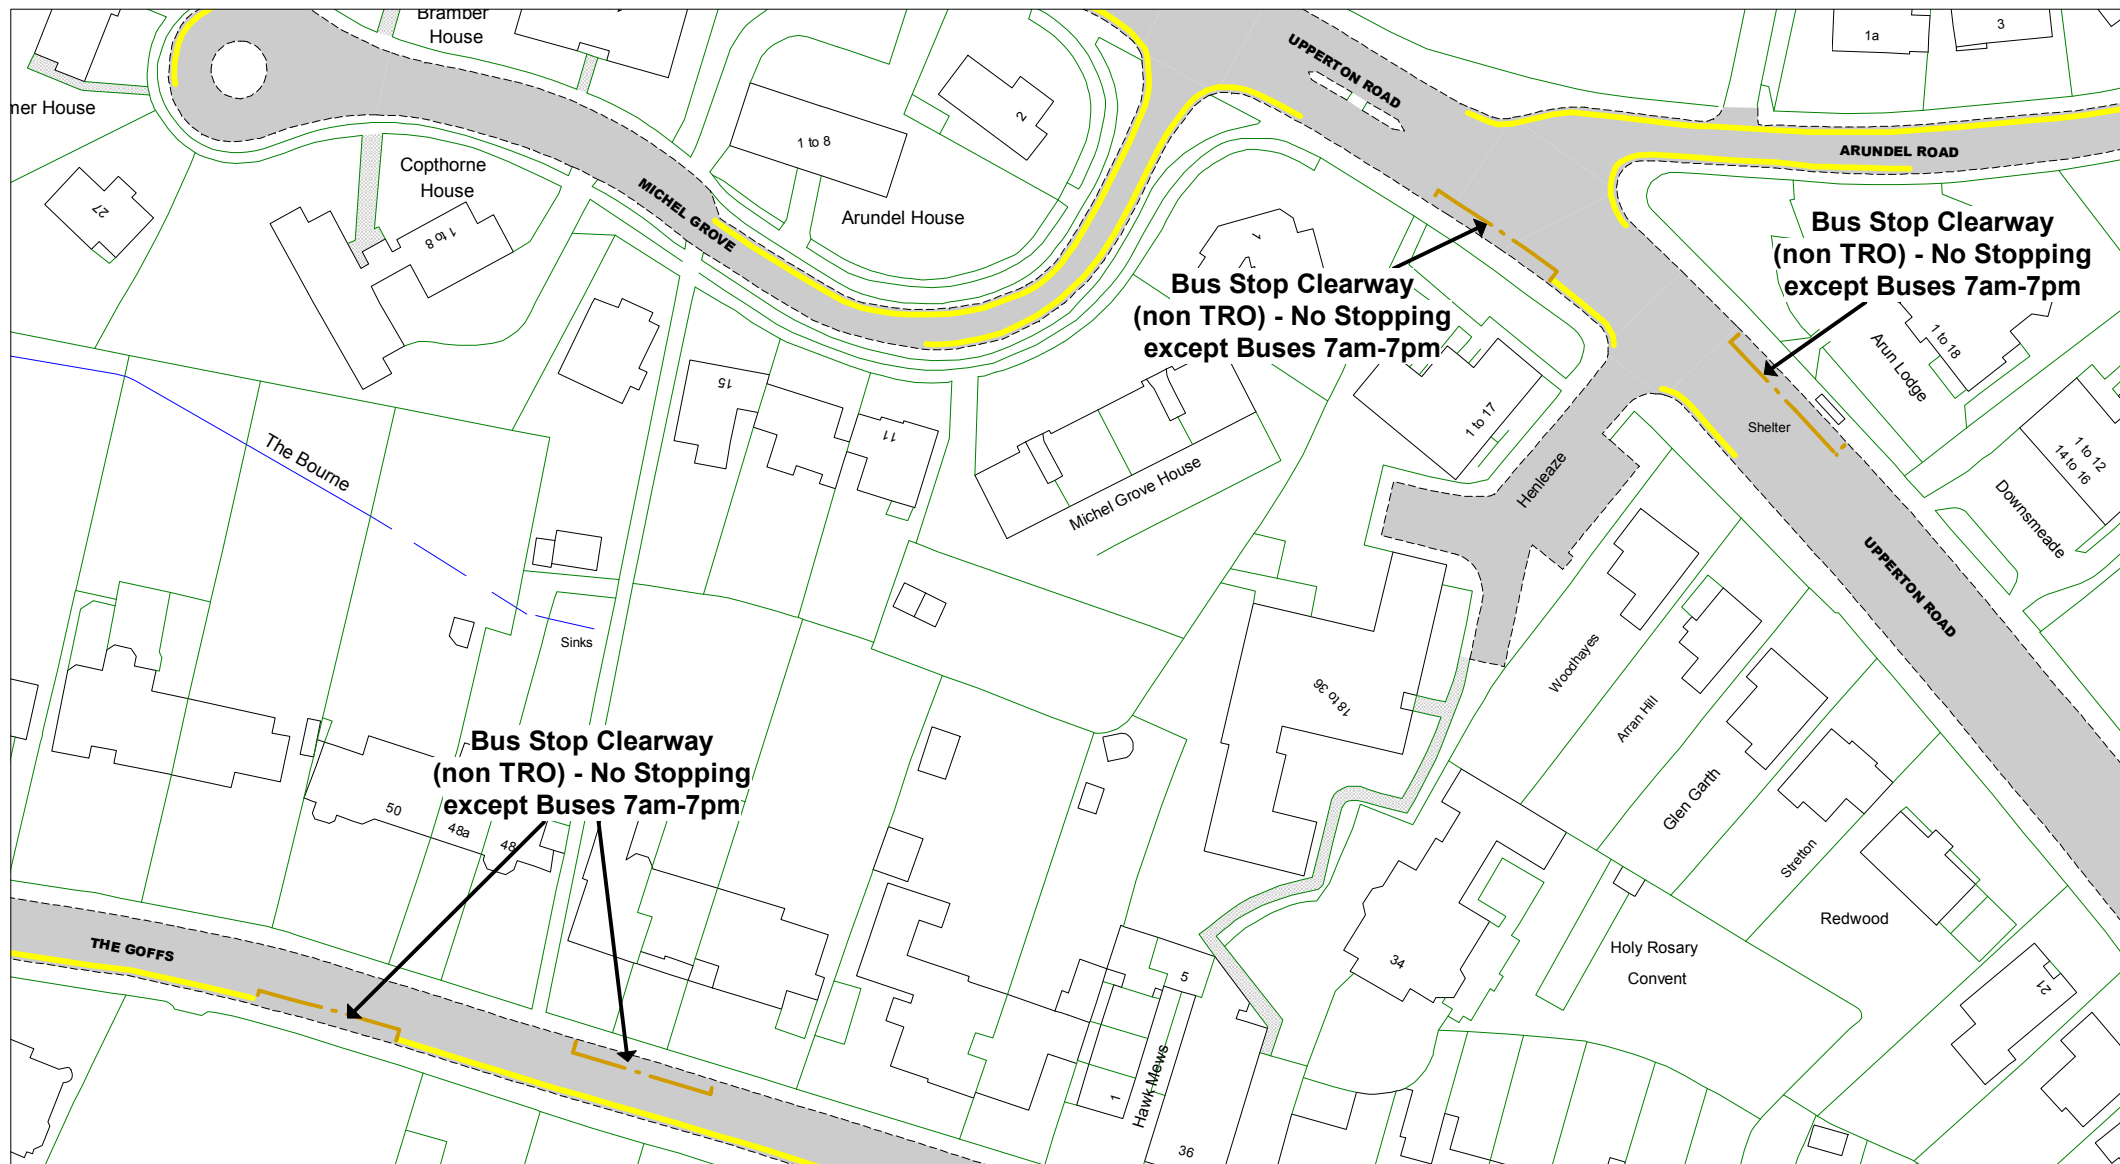 Bramber
House
1a
3
UPPERTON ROAD
mer House
2
1 to 8
ARUNDEL ROAD
Copthorne
House
27
MICHEL GROVE
Arundel House
1 to 8
1
Bus Stop Clearway
(non TRO) - No Stopping
except Buses 7am-7pm
Bus Stop Clearway
(non TRO) - No Stopping
except Buses 7am-7pm
1 to 18
Arun Lodge
15
11
1 to 17
Shelter
The Bourne
Michel Grove House
Henleaze
1 to 12
14 to 16
Downsmeade
UPPERTON ROAD
Sinks
Woodhayes
18 to 36
Arran Hill
Bus Stop Clearway
(non TRO) - No Stopping
except Buses 7am-7pm
50
48a
48
Glen Garth
Stretton
Redwood
THE GOFFS
Holy Rosary
Convent
34
5
21
Hawk Mews
1
36